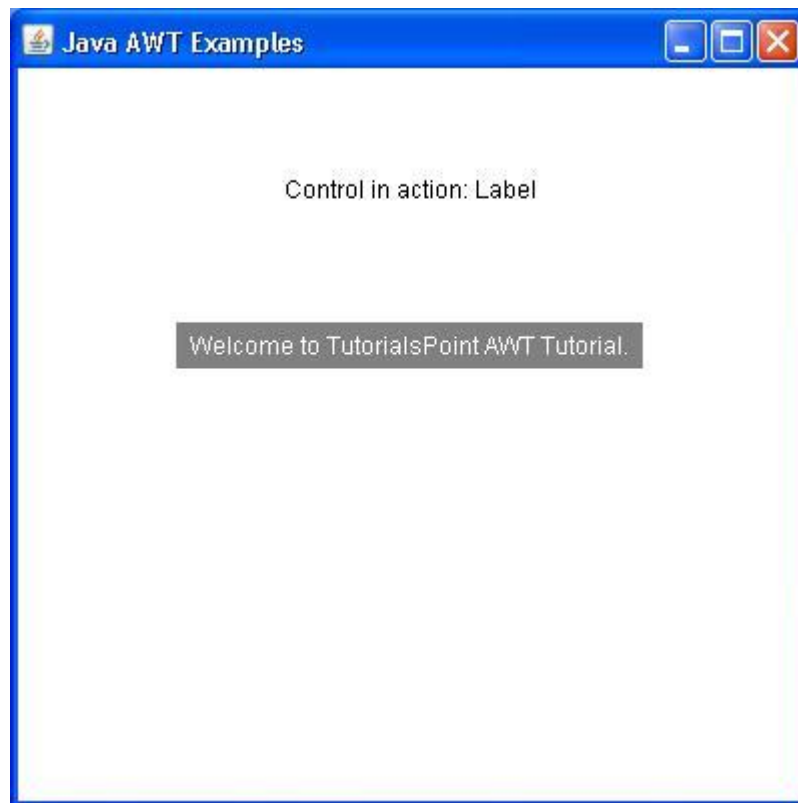 Java AWT Examples
Control in action: Label
Welcome to TutorialsPoint AWT Tutorial.